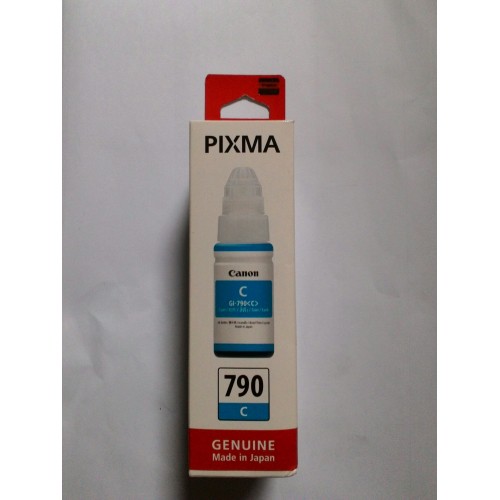 PIXMA
Canon
C
GI-790<C>
790
C
GENUINE
Made in Japan